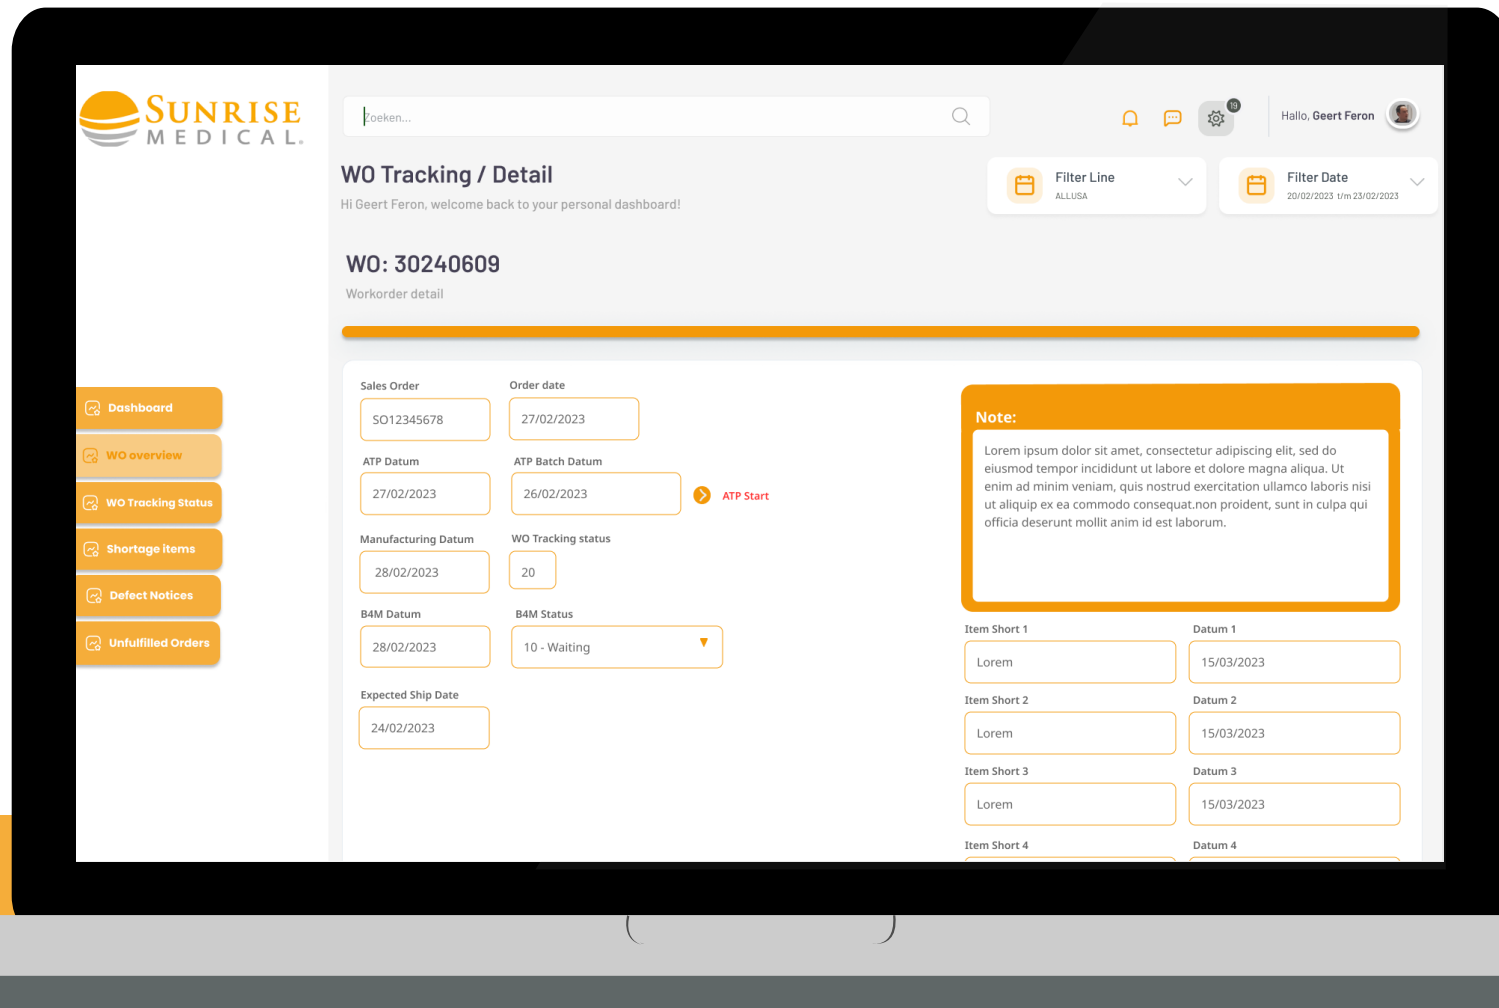 SUNRISE
MEDICAL.
Zoeken...
19
Hallo, Geert Feron
WO Tracking / Detail
Hi Geert Feron, welcome back to your personal dashboard!
Filter Line
ALLUSA
Filter Date
20/02/2023 t/m 23/02/2023
WO: 30240609
Workorder detail
Dashboard
WO overview
WO Tracking Status
Shortage items
Defect Notices
Unfulfilled Orders
Sales Order
Order date
SO12345678
27/02/2023
ATP Datum
ATP Batch Datum
27/02/2023
26/02/2023
ATP Start
Manufacturing Datum
WO Tracking status
28/02/2023
20
B4M Datum
B4M Status
28/02/2023
10 - Waiting
Expected Ship Date
24/02/2023
Note:
Lorem ipsum dolor sit amet, consectetur adipiscing elit, sed do
eiusmod tempor incididunt ut labore et dolore magna aliqua. Ut
enim ad minim veniam, quis nostrud exercitation ullamco laboris nisi
ut aliquip ex ea commodo consequat.non proident, sunt in culpa qui
officia deserunt mollit anim id est laborum.
Item Short 1
Datum 1
Lorem
15/03/2023
Item Short 2
Datum 2
Lorem
15/03/2023
Item Short 3
Datum 3
Lorem
15/03/2023
Item Short 4
Datum 4